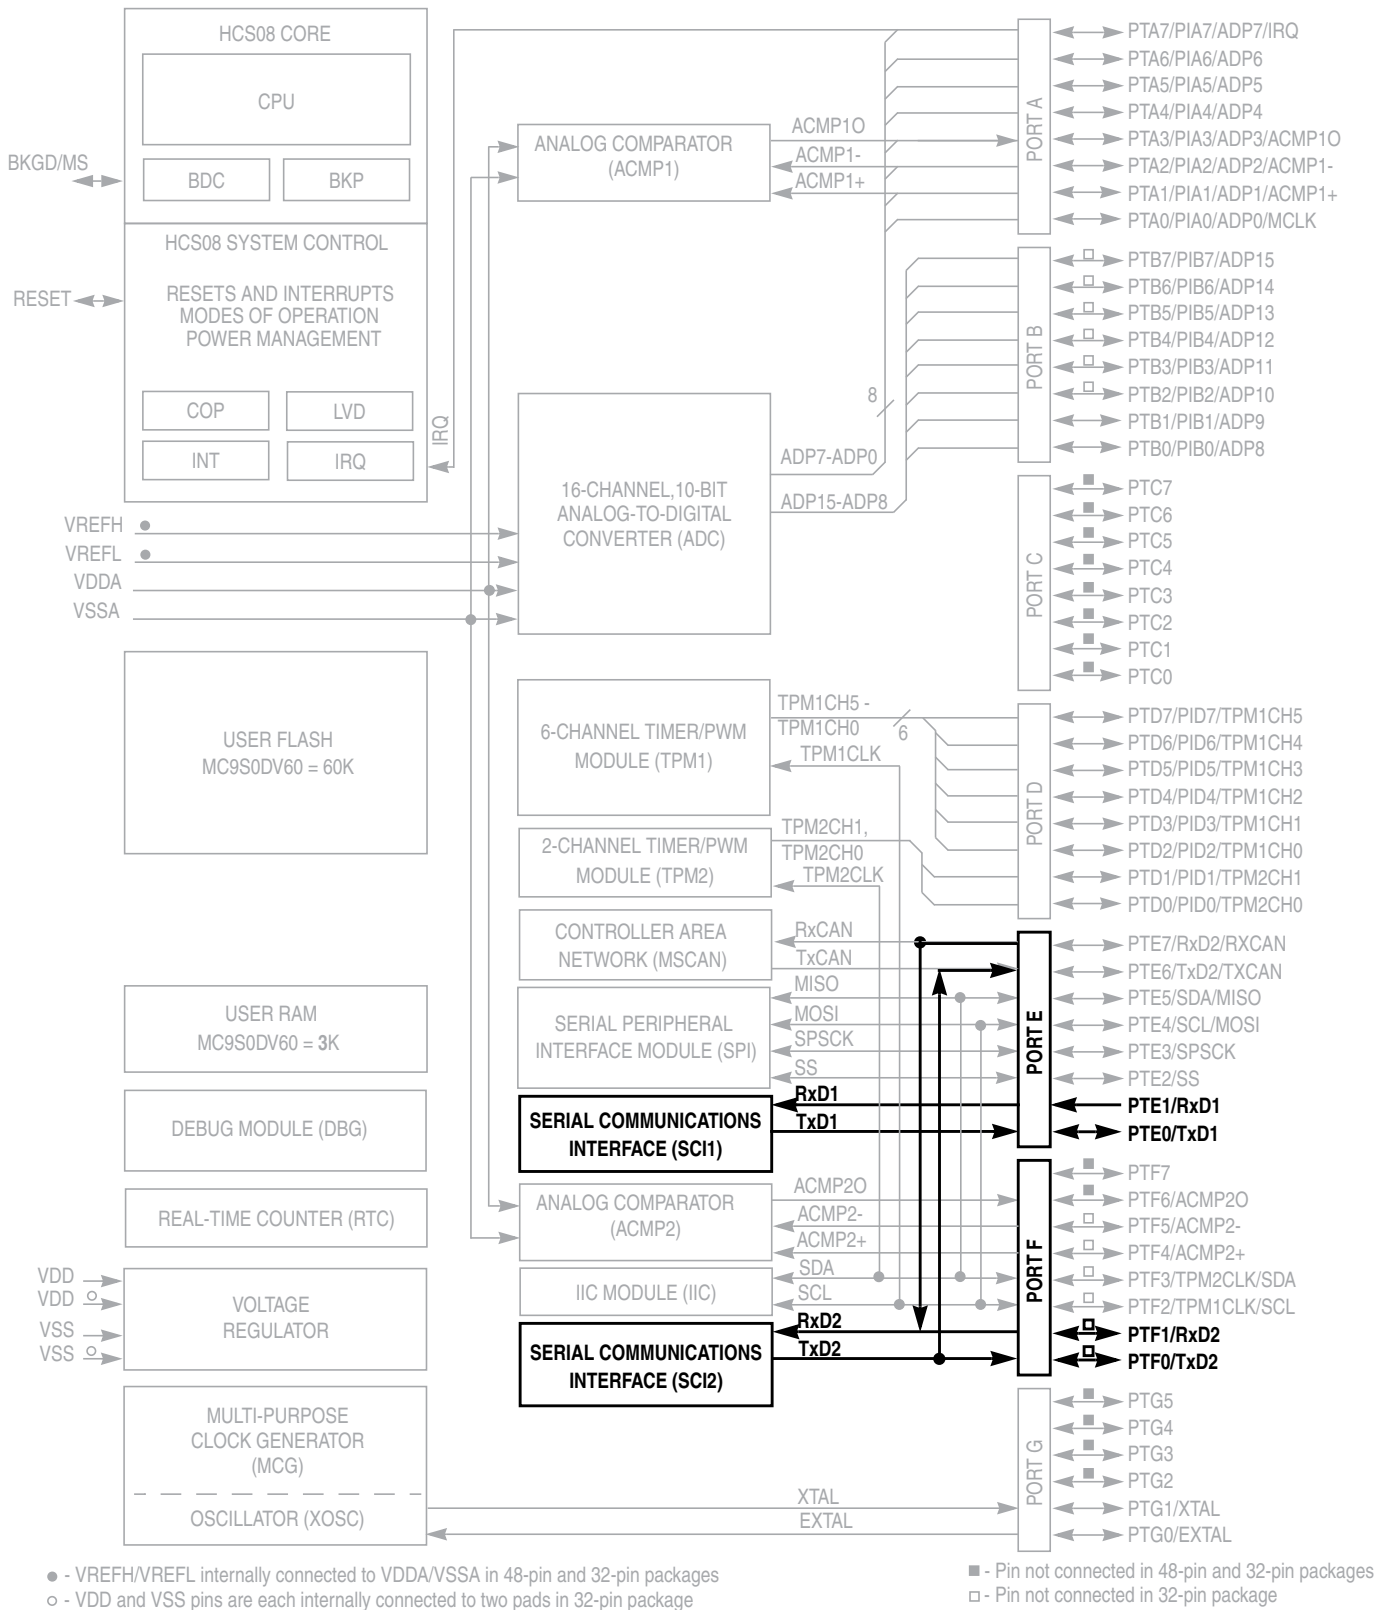 HCS08 CORE
CPU
BKGD/MS
BDC
BKP
HCS08 SYSTEM CONTROL
RESET
RESETS AND INTERRUPTS
MODES OF OPERATION
POWER MANAGEMENT
COP
LVD
INT
IRQ
IRQ
VREFH
VREFL
VDDA
VSSA
USER FLASH
MC9S0DV60 = 60K
USER RAM
MC9S0DV60 = 3K
DEBUG MODULE (DBG)
REAL-TIME COUNTER (RTC)
VDD
VDD
VSS
VSS
VOLTAGE
REGULATOR
MULTI-PURPOSE
CLOCK GENERATOR
(MCG)
OSCILLATOR (XOSC)
ANALOG COMPARATOR
(ACMP1)
ACMP1O
ACMP1-
ACMP1+
16-CHANNEL,10-BIT
ANALOG-TO-DIGITAL
CONVERTER (ADC)
8
ADP7-ADP0
ADP15-ADP8
6-CHANNEL TIMER/PWM
MODULE (TPM1)
TPM1CH5 -
TPM1CH0
6
TPM1CLK
2-CHANNEL TIMER/PWM
MODULE (TPM2)
TPM2CH1,
TPM2CH0
TPM2CLK
CONTROLLER AREA
NETWORK (MSCAN)
RxCAN
TxCAN
SERIAL PERIPHERAL
INTERFACE MODULE (SPI)
MISO
MOSI
SPSCK
SS
SERIAL COMMUNICATIONS
INTERFACE (SCI1)
RxD1
TxD1
ANALOG COMPARATOR
(ACMP2)
ACMP2O
ACMP2-
ACMP2+
IIC MODULE (IIC)
SDA
SCL
SERIAL COMMUNICATIONS
INTERFACE (SCI2)
RxD2
TxD2
XTAL
EXTAL
PORT A
PTA7/PIA7/ADP7/IRQ
PTA6/PIA6/ADP6
PTA5/PIA5/ADP5
PTA4/PIA4/ADP4
PTA3/PIA3/ADP3/ACMP1O
PTA2/PIA2/ADP2/ACMP1-
PTA1/PIA1/ADP1/ACMP1+
PTA0/PIA0/ADP0/MCLK
PORT B
PTB7/PIB7/ADP15
PTB6/PIB6/ADP14
PTB5/PIB5/ADP13
PTB4/PIB4/ADP12
PTB3/PIB3/ADP11
PTB2/PIB2/ADP10
PTB1/PIB1/ADP9
PTB0/PIB0/ADP8
PORT C
PTC7
PTC6
PTC5
PTC4
PTC3
PTC2
PTC1
PTC0
PORT D
PTD7/PID7/TPM1CH5
PTD6/PID6/TPM1CH4
PTD5/PID5/TPM1CH3
PTD4/PID4/TPM1CH2
PTD3/PID3/TPM1CH1
PTD2/PID2/TPM1CH0
PTD1/PID1/TPM2CH1
PTD0/PID0/TPM2CH0
PORT E
PTE7/RxD2/RXCAN
PTE6/TxD2/TXCAN
PTE5/SDA/MISO
PTE4/SCL/MOSI
PTE3/SPSCK
PTE2/SS
PTE1/RxD1
PTE0/TxD1
PORT F
PTF7
PTF6/ACMP2O
PTF5/ACMP2-
PTF4/ACMP2+
PTF3/TPM2CLK/SDA
PTF2/TPM1CLK/SCL
PTF1/RxD2
PTF0/TxD2
PORT G
PTG5
PTG4
PTG3
PTG2
PTG1/XTAL
PTG0/EXTAL
● - VREFH/VREFL internally connected to VDDA/VSSA in 48-pin and 32-pin packages
○ - VDD and VSS pins are each internally connected to two pads in 32-pin package
■ - Pin not connected in 48-pin and 32-pin packages
□ - Pin not connected in 32-pin package